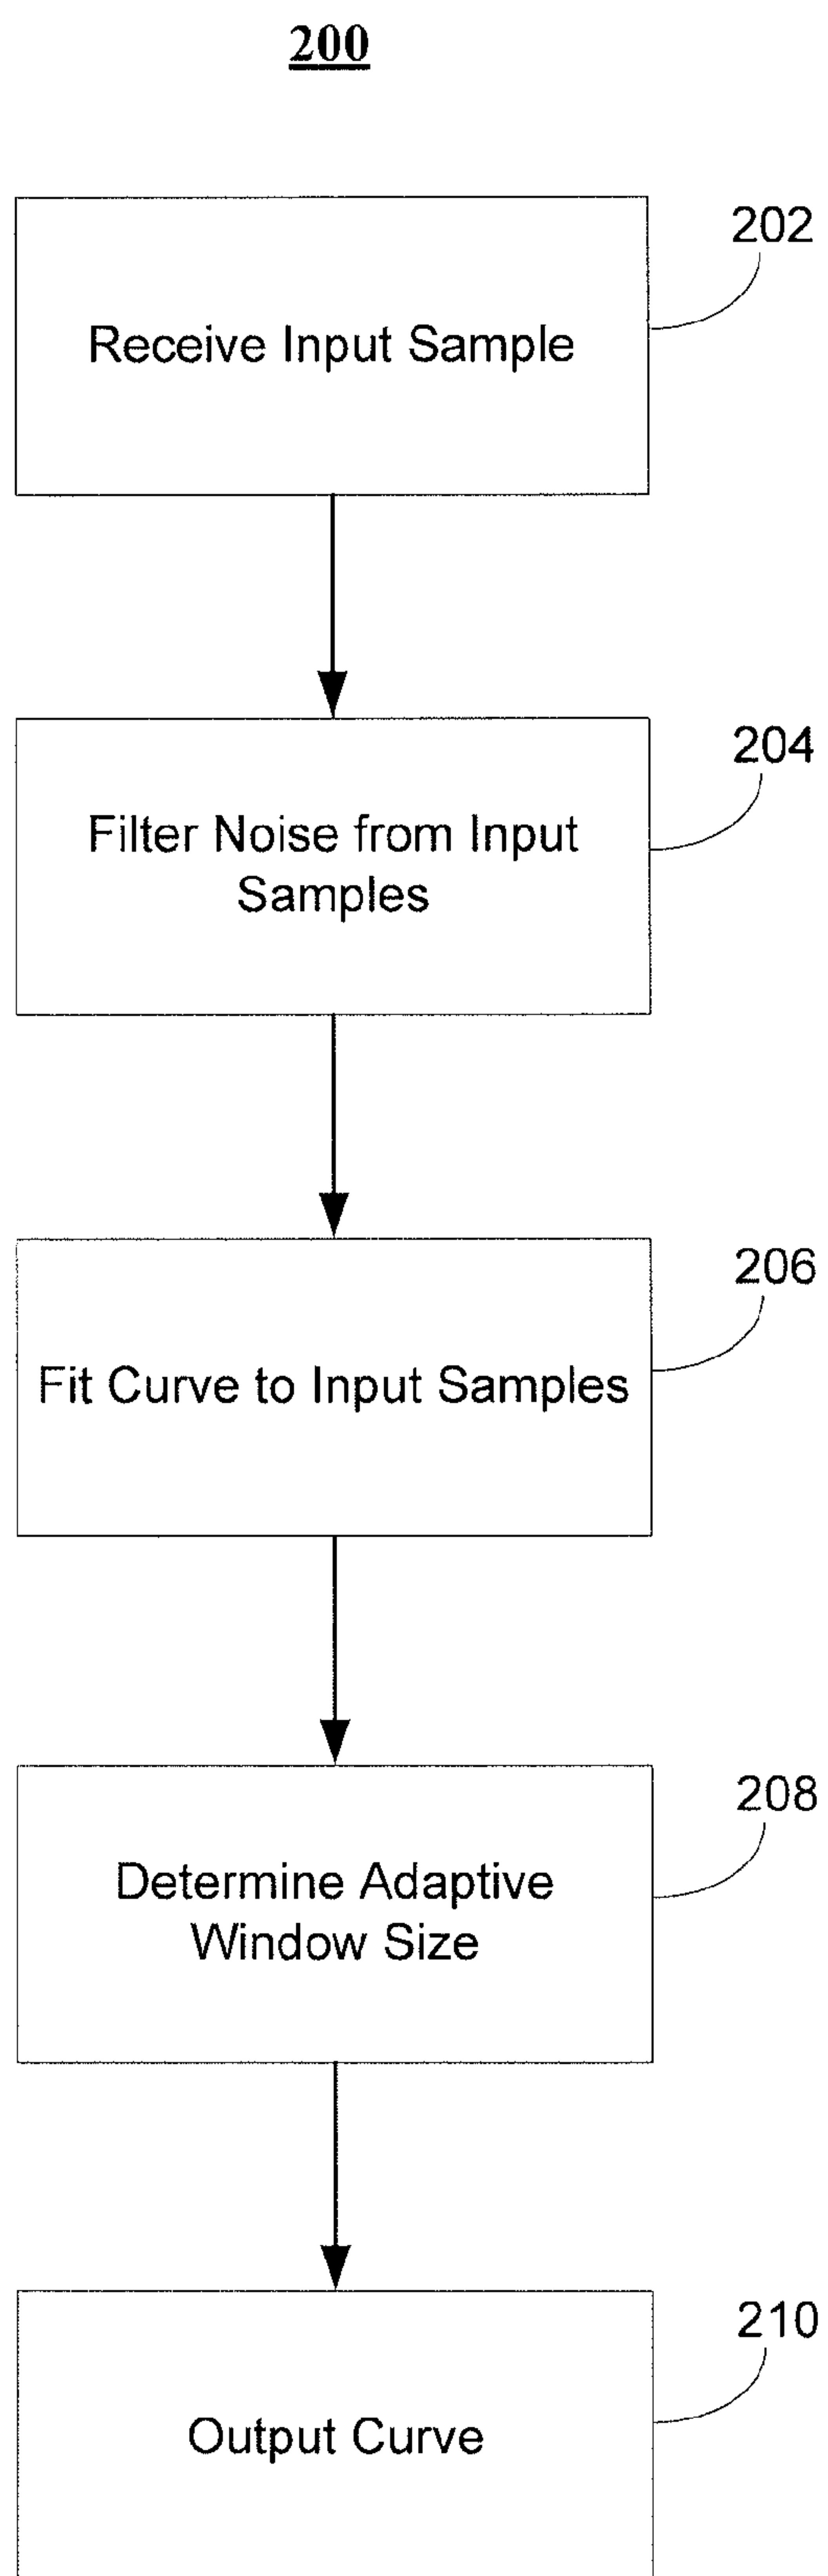 200
202
Receive Input Sample
204
Filter Noise from Input
Samples
206
Fit Curve to Input Samples
208
Determine Adaptive
Window Size
210
Output Curve